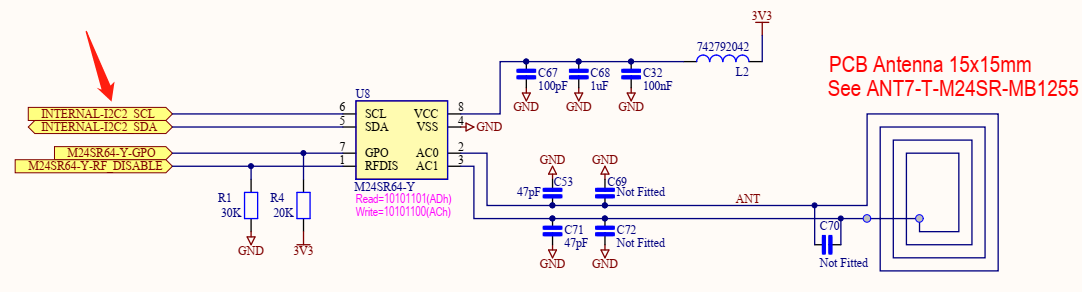 3V3
742792042
L2
C67
100pF
C68
1uF
C32
100nF
GND
GND
GND
PCB Antenna 15x15mm
See ANT7-T-M24SR-MB1255
U8
INTERNAL-I2C2_SCL
6
SCL
VCC
8
INTERNAL-I2C2_SDA
5
SDA
VSS
4
GND
M24SR64-Y-GPO
7
GPO
AC0
2
M24SR64-Y-RF_DISABLE
1
RFDIS
AC1
3
M24SR64-Y
Read=10101101(ADh)
Write=10101100(ACh)
R1
30K
R4
20K
GND
3V3
GND
GND
C53
47pF
C69
Not Fitted
ANT
C71
47pF
C72
Not Fitted
GND
GND
C70
Not Fitted